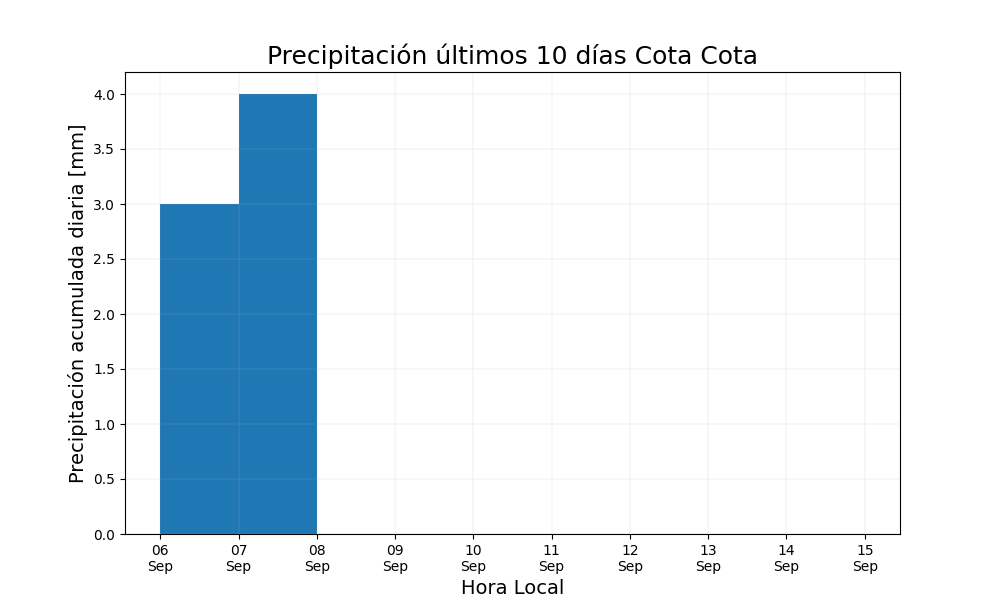 Precipitación últimos 10 días Cota Cota
Precipitación acumulada diaria [mm]
4.0
3.5
3.0
2.5
2.0
1.5
1.0
0.5
0.0
06 07 08 09 10 11 12 13 14 15
Sep Sep Sep Sep Sep Sep Sep Sep Sep Sep
Hora Local